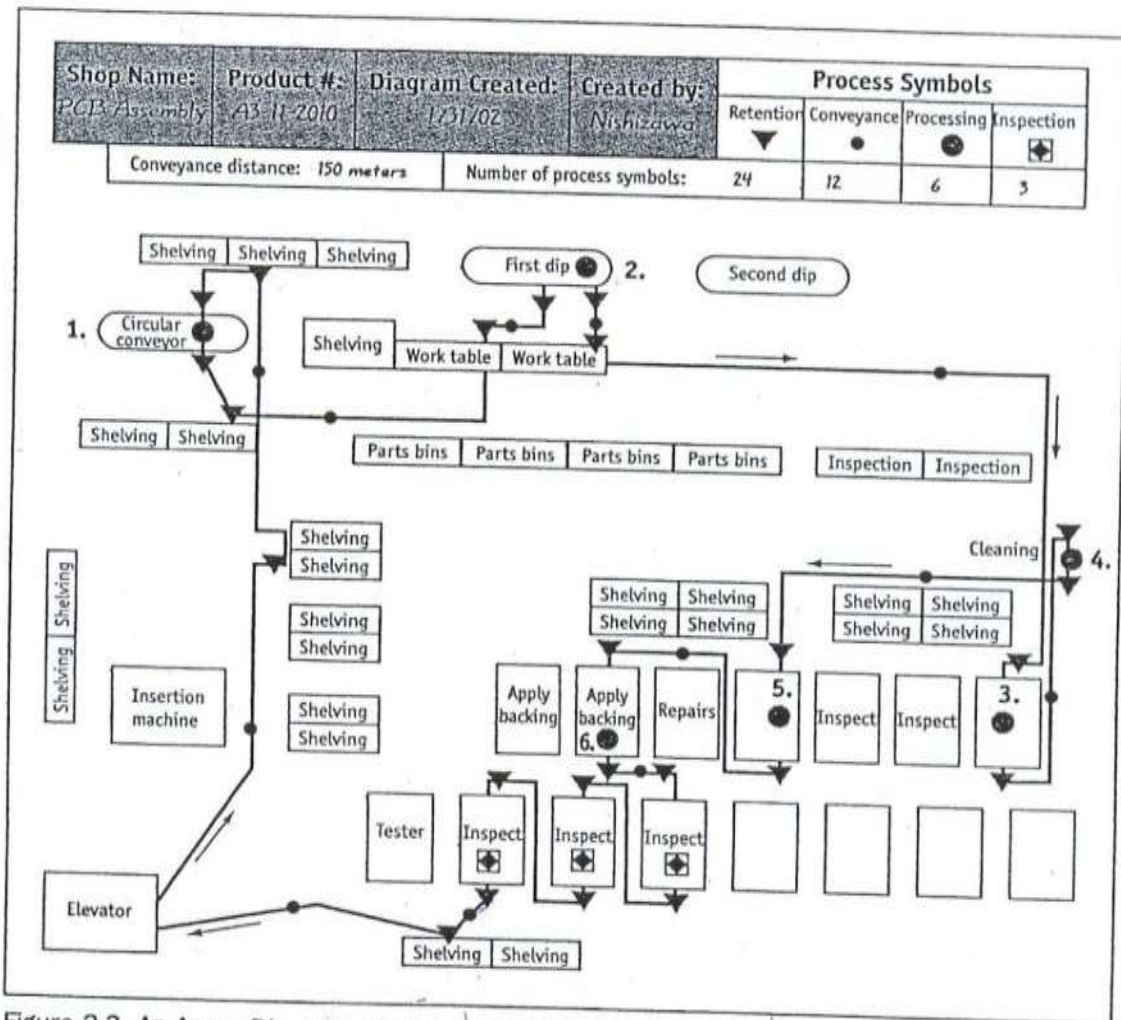 Shop Name: Product #: Diagram Created: Created by: Process Symbols
PCB Assembly A3-11-2010 1/31/02 Nishizawa Retention Conveyance Processing Inspection
Conveyance distance: 150 meters Number of process symbols: 24 12 6 3
Shelving Shelving Shelving First dip 2. Second dip
1. Circular
conveyor
Shelving Work table Work table
Shelving Shelving
Parts bins Parts bins Parts bins Parts bins Inspection Inspection
Shelving
Shelving
Cleaning 4.
Shelving Shelving
Shelving Shelving
Shelving Shelving
Shelving Shelving
Shelving Shelving
Shelving
Shelving
Insertion
machine
Shelving
Shelving
Apply
backing
Apply
backing
6.
Repairs
5.
Inspect
Inspect
3.
Tester Inspect Inspect Inspect
Elevator
Shelving Shelving